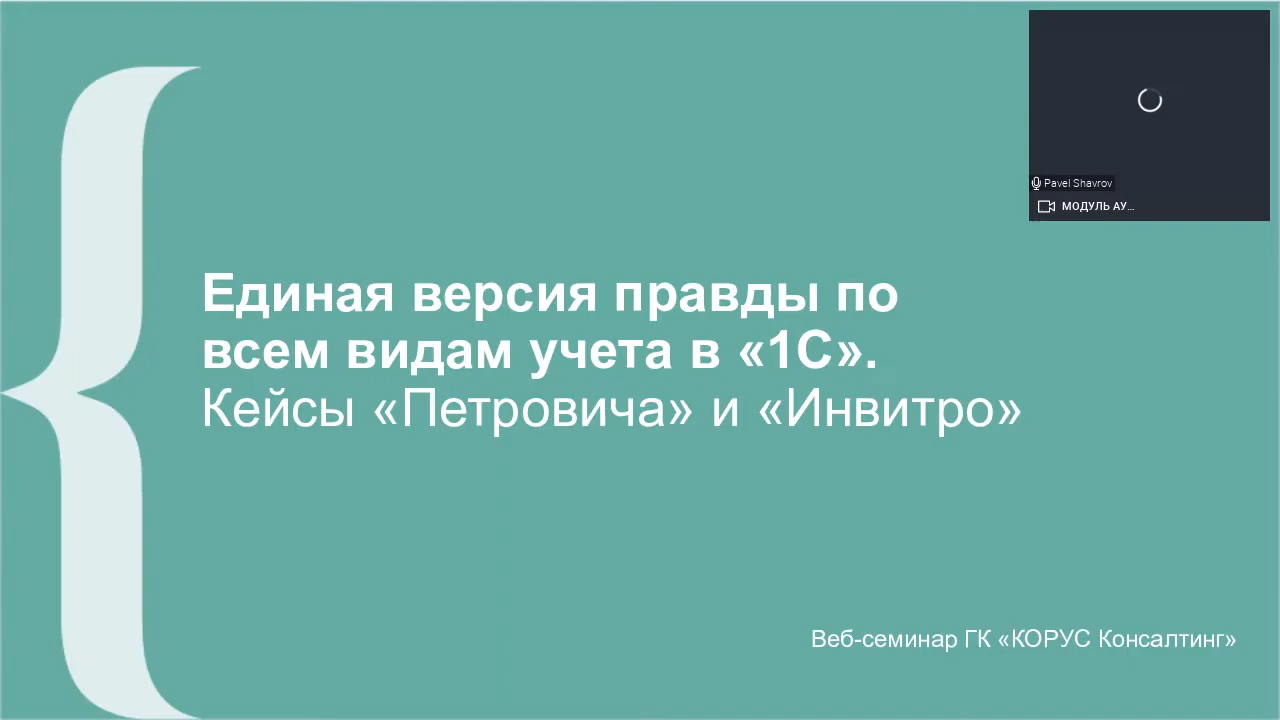 Pavel Shavrov
МОДУЛЬ АУ...
Единая версия правды по
всем видам учета в «1С».
Кейсы «Петровича» и «Инвитро»
Веб-семинар ГК «КОРУС Консалтинг»